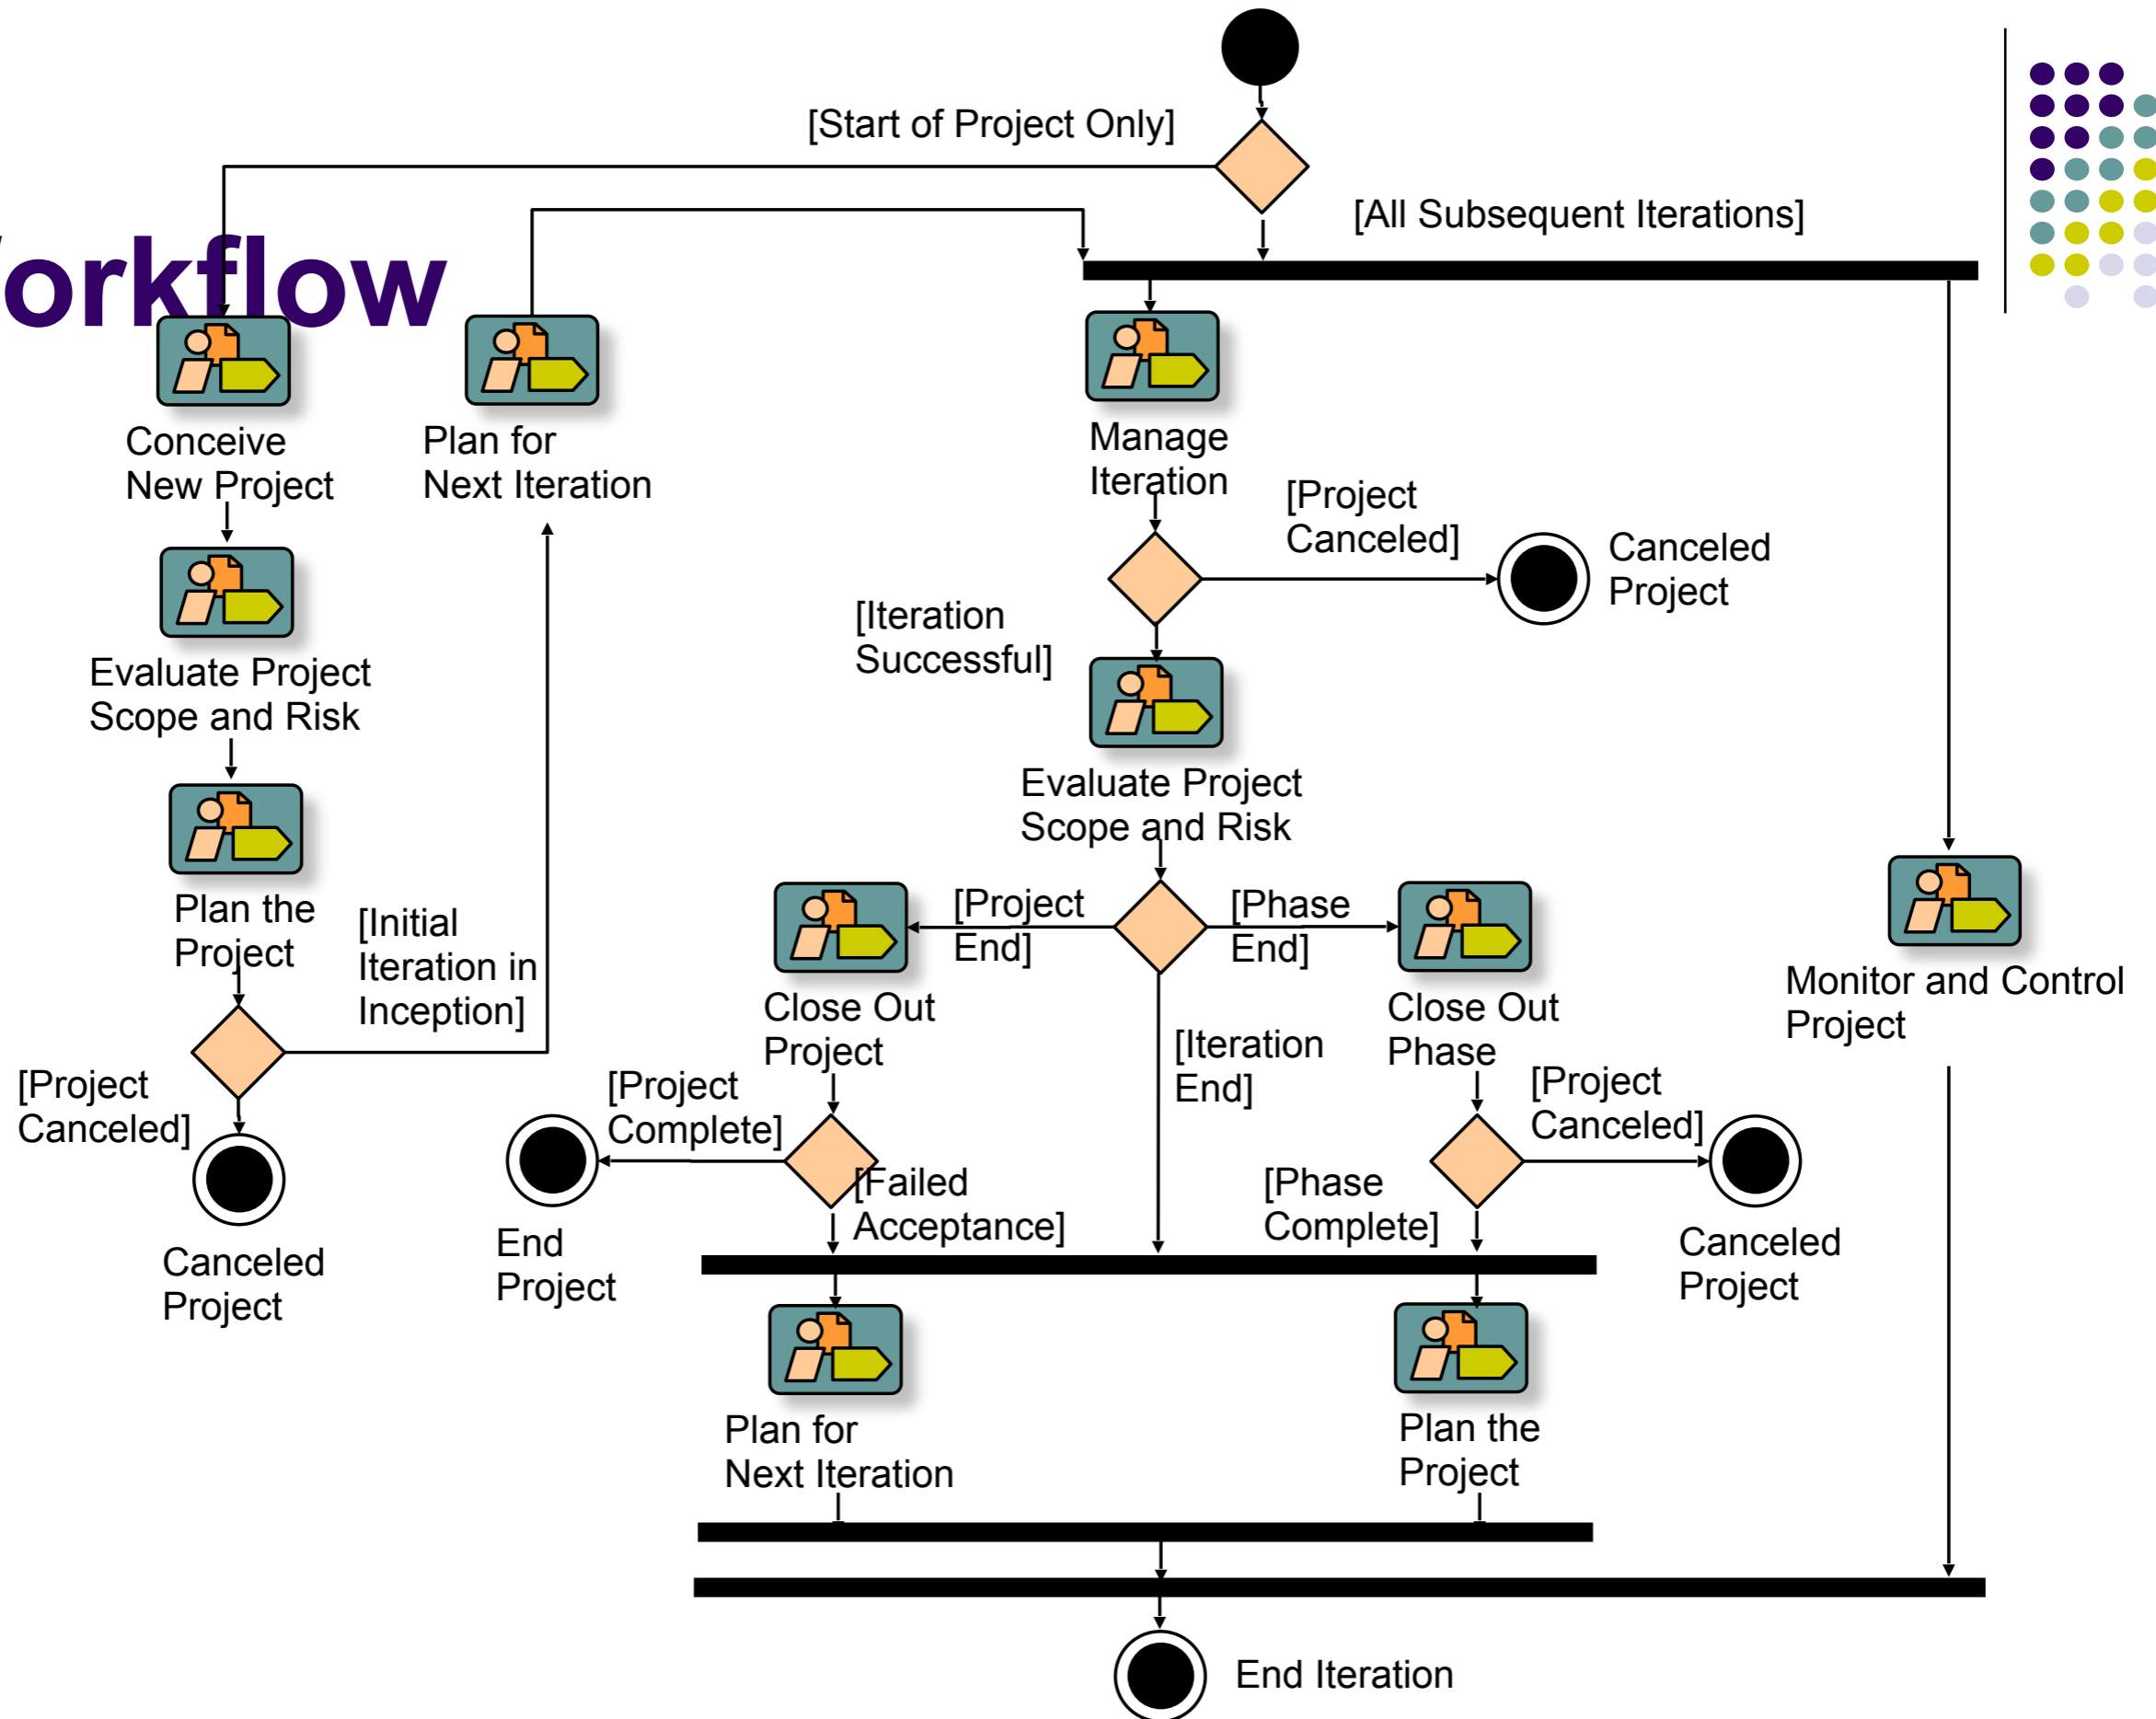 [Start of Project Only]
[All Subsequent Iterations]
orkflow
Conceive
New Project
Plan for
Next Iteration
Manage
Iteration
[Project
Canceled]
Canceled
Project
[Iteration
Successful]
Evaluate Project
Scope and Risk
Evaluate Project
Scope and Risk
Plan the
Project
[Initial
Iteration in
Inception]
[Project
End]
[Phase
End]
Close Out
Project
Close Out
Phase
Monitor and Control
Project
[Iteration
End]
[Project
Canceled]
[Project
Complete]
[Project
Canceled]
[Failed
Acceptance]
[Phase
Complete]
Canceled
Project
End
Project
Canceled
Project
Plan for
Next Iteration
Plan the
Project
End Iteration